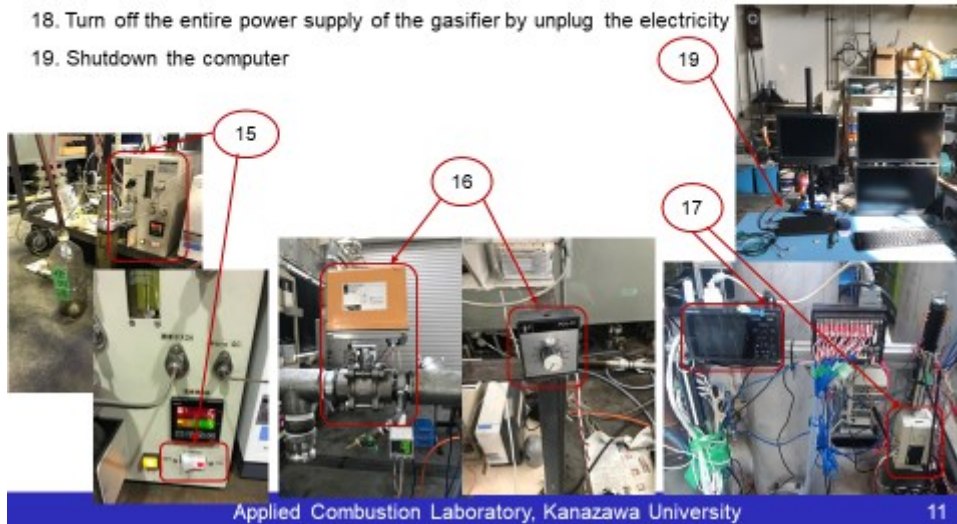 18. Turn off the entire power supply of the gasifier by unplug the electricity
19. Shutdown the computer
19
15
16
17
Applied Combustion Laboratory, Kanazawa University
11